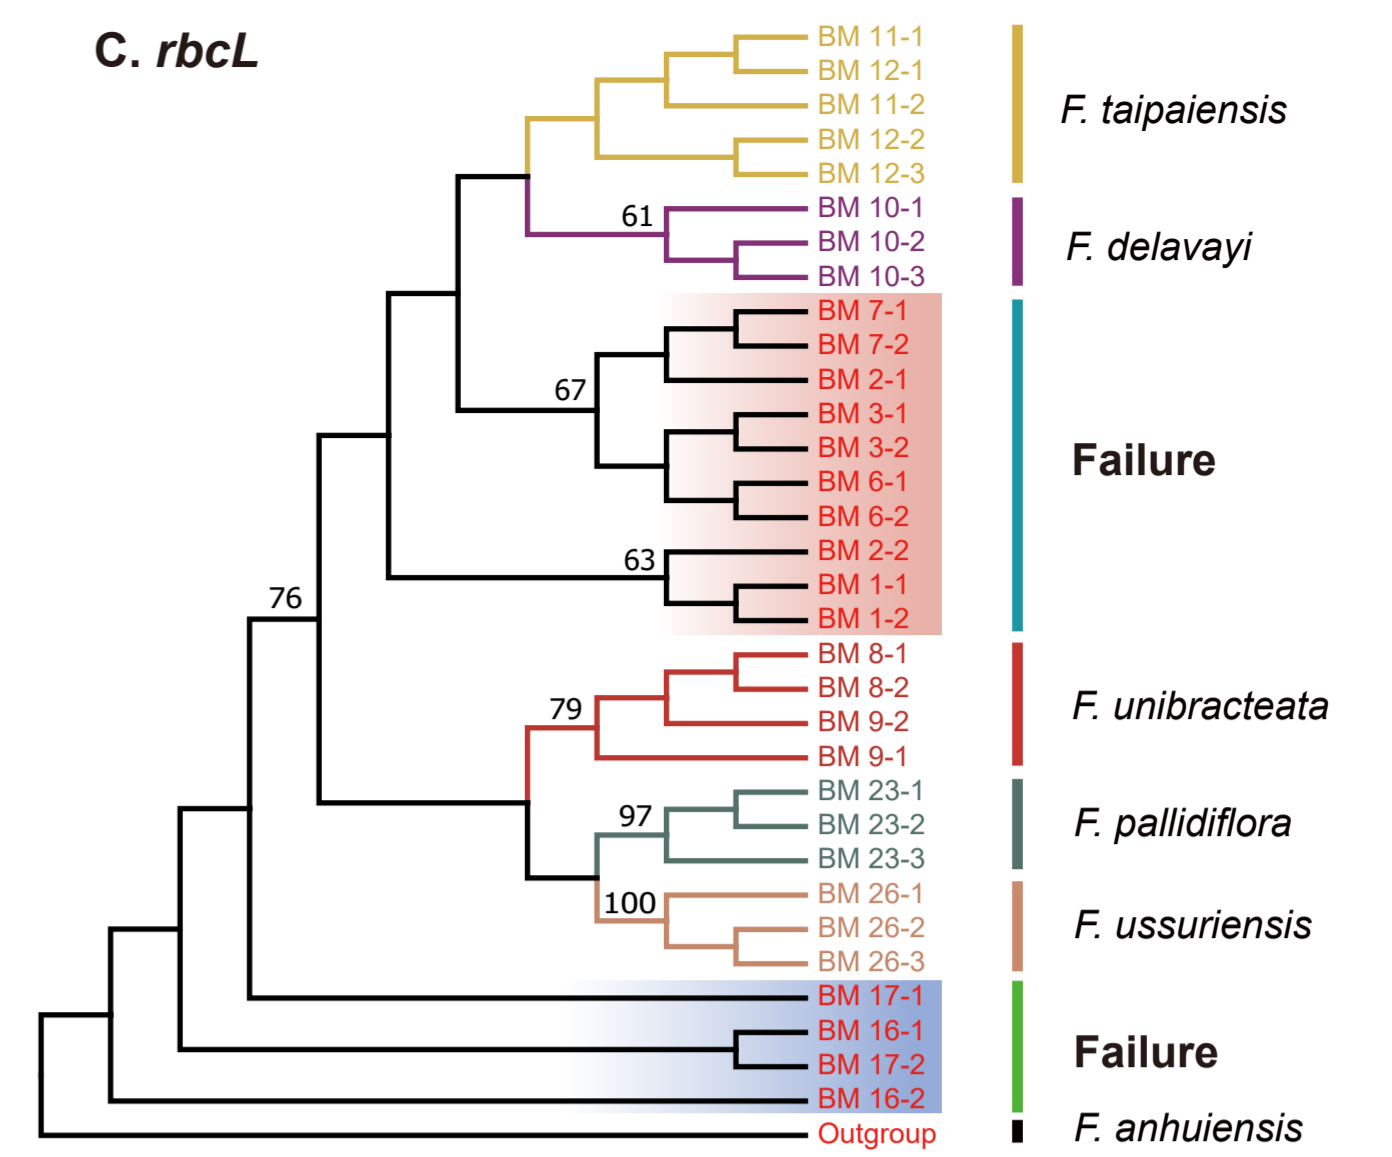 C. rbcL
BM 11-1
BM 12-1
BM 11-2
BM 12-2
BM 12-3
F. taipaiensis
61
BM 10-1
BM 10-2
BM 10-3
F. delavayi
67
BM 7-1
BM 7-2
BM 2-1
BM 3-1
BM 3-2
BM 6-1
BM 6-2
63
BM 2-2
BM 1-1
BM 1-2
Failure
76
79
BM 8-1
BM 8-2
BM 9-2
BM 9-1
F. unibracteata
97
BM 23-1
BM 23-2
BM 23-3
F. pallidiflora
100
BM 26-1
BM 26-2
BM 26-3
F. ussuriensis
BM 17-1
BM 16-1
BM 17-2
BM 16-2
Failure
Outgroup
F. anhuiensis